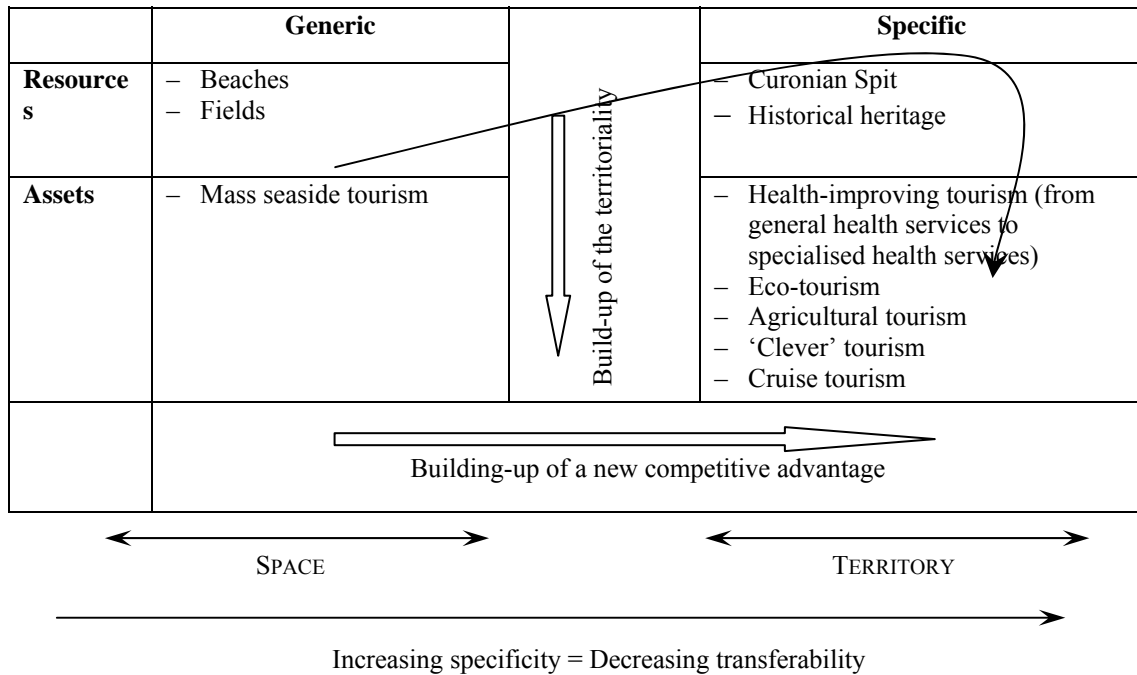 Generic
Specific
Resource
s
– Beaches
– Fields
– Curonian Spit
– Historical heritage
Build-up of the territoriality
Assets
– Mass seaside tourism
– Health-improving tourism (from
general health services to
specialised health services)
– Eco-tourism
– Agricultural tourism
– ‘Clever’ tourism
– Cruise tourism
Building-up of a new competitive advantage
SPACE
TERRITORY
Increasing specificity = Decreasing transferability